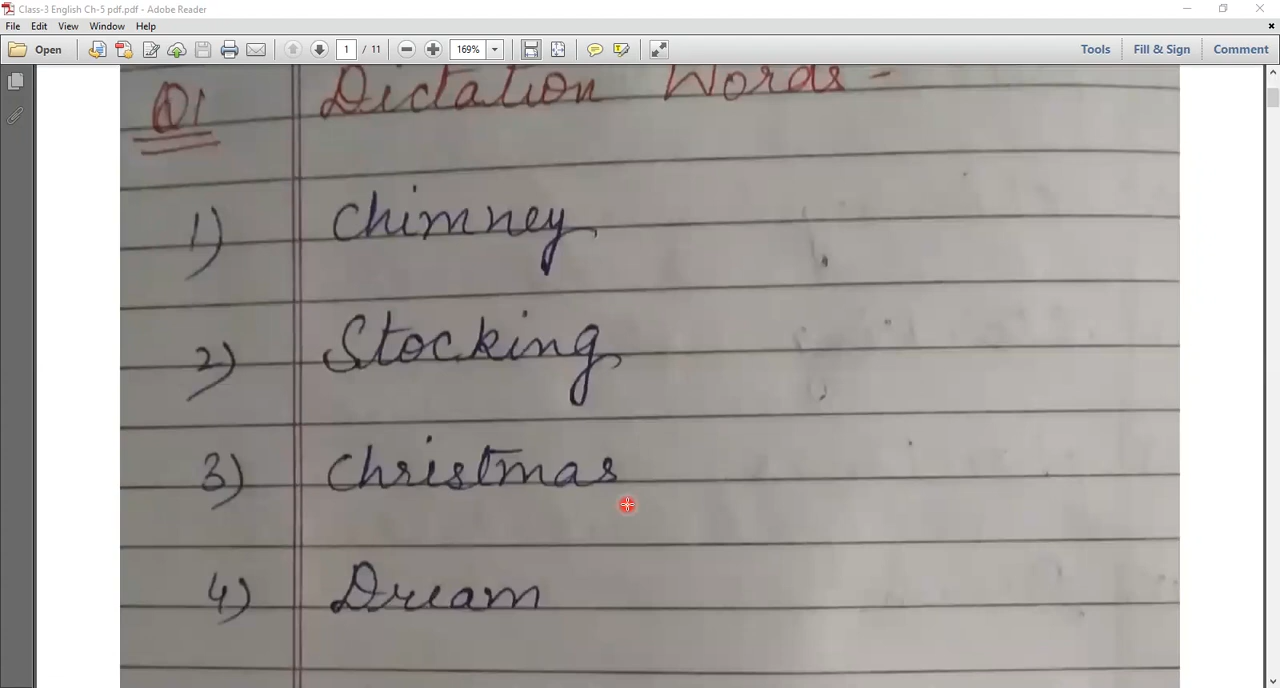 Class-3 English Ch-5 pdf.pdf - Adobe Reader
File Edit View Window Help
Open 1 / 11 169% Tools Fill & Sign Comment
Q1 Dictation Words -
1) Chimney
2) Stocking
3) Christmas
4) Dream